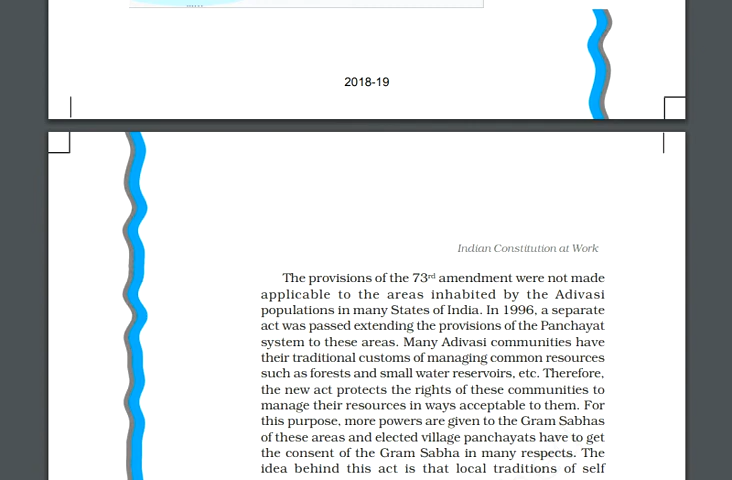 2018-19
Indian Constitution at Work
The provisions of the 73rd amendment were not made
applicable to the areas inhabited by the Adivasi
populations in many States of India. In 1996, a separate
act was passed extending the provisions of the Panchayat
system to these areas. Many Adivasi communities have
their traditional customs of managing common resources
such as forests and small water reservoirs, etc. Therefore,
the new act protects the rights of these communities to
manage their resources in ways acceptable to them. For
this purpose, more powers are given to the Gram Sabhas
of these areas and elected village panchayats have to get
the consent of the Gram Sabha in many respects. The
idea behind this act is that local traditions of self